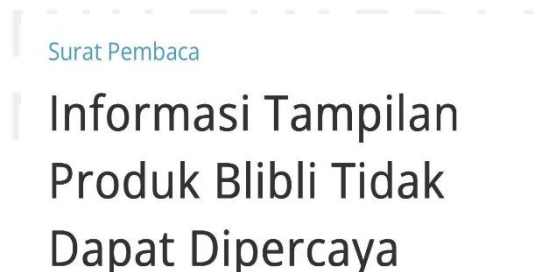 Surat Pembaca
Informasi Tampilan
Produk Blibli Tidak
Dapat Dipercaya